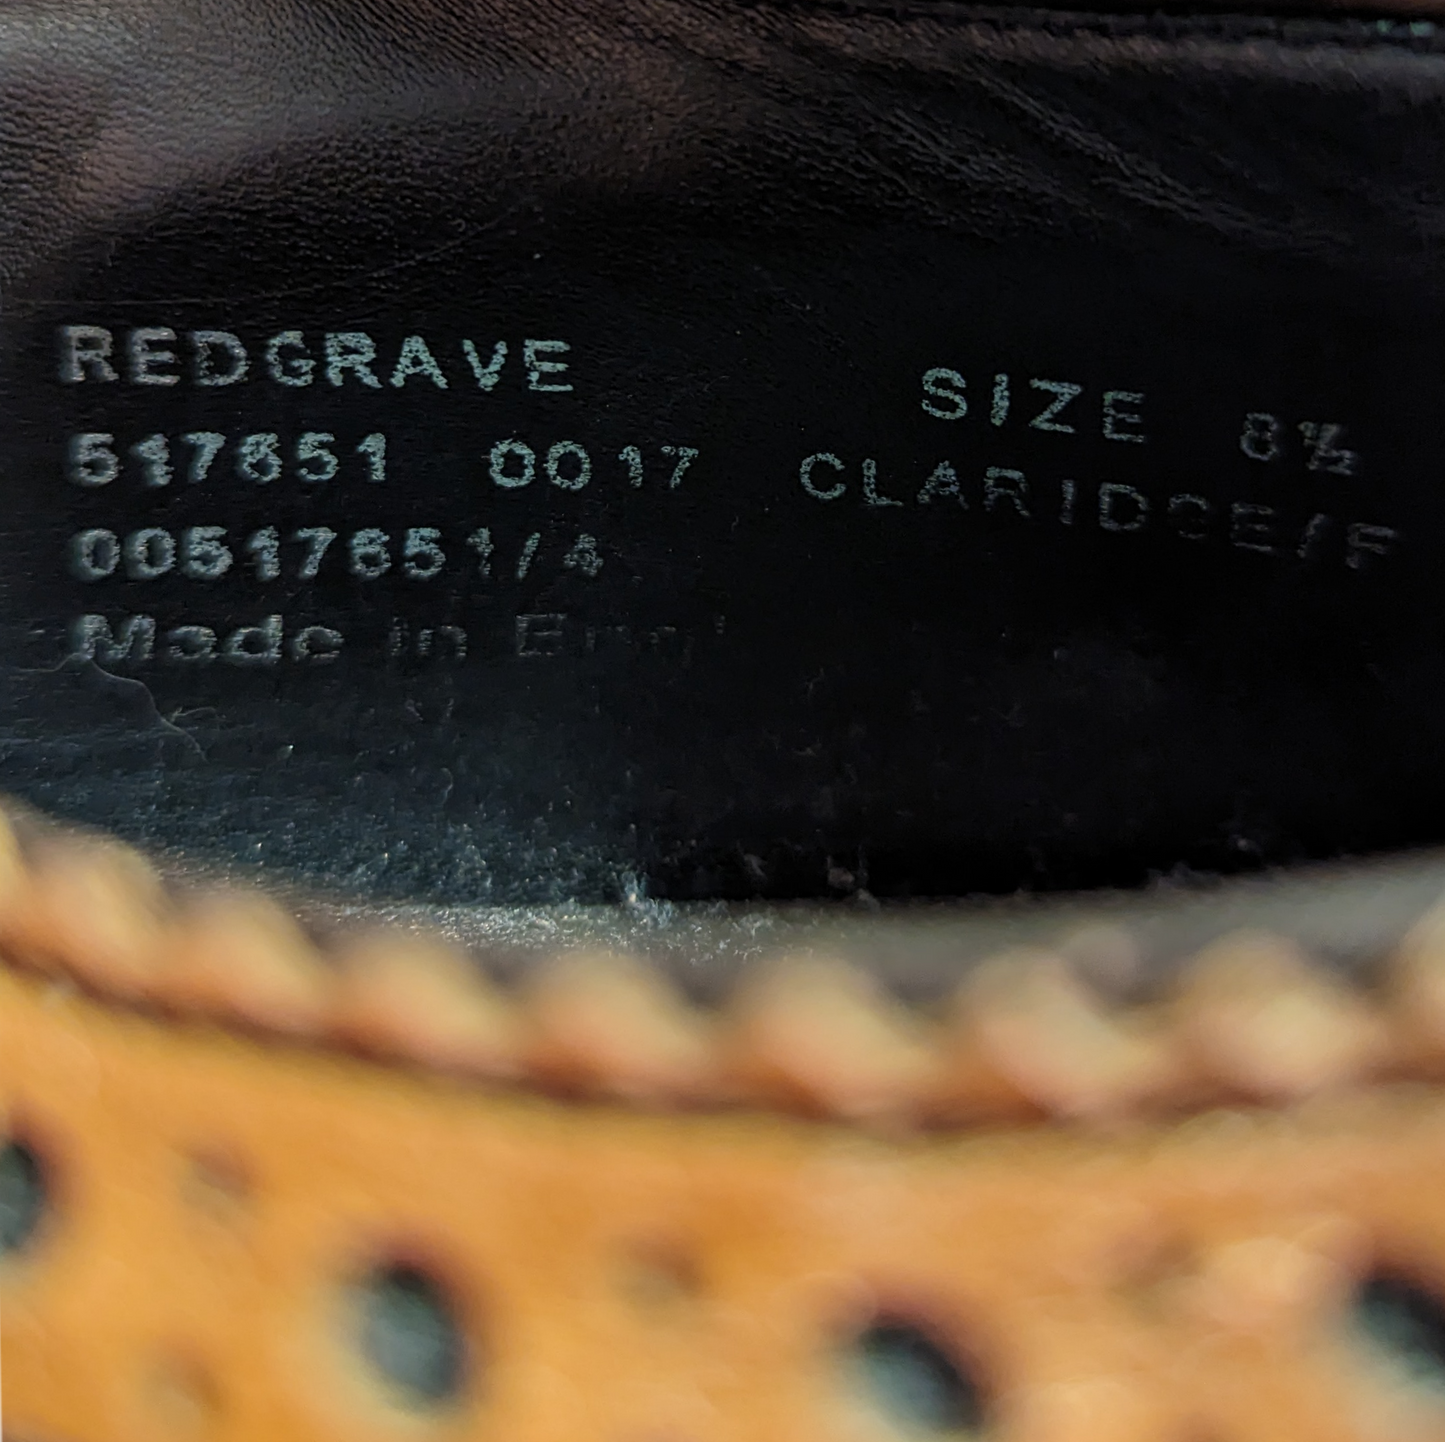 REDGRAVE SIZE 8½
517651 0017 CLARIDGE/F
00517651/4
Made in